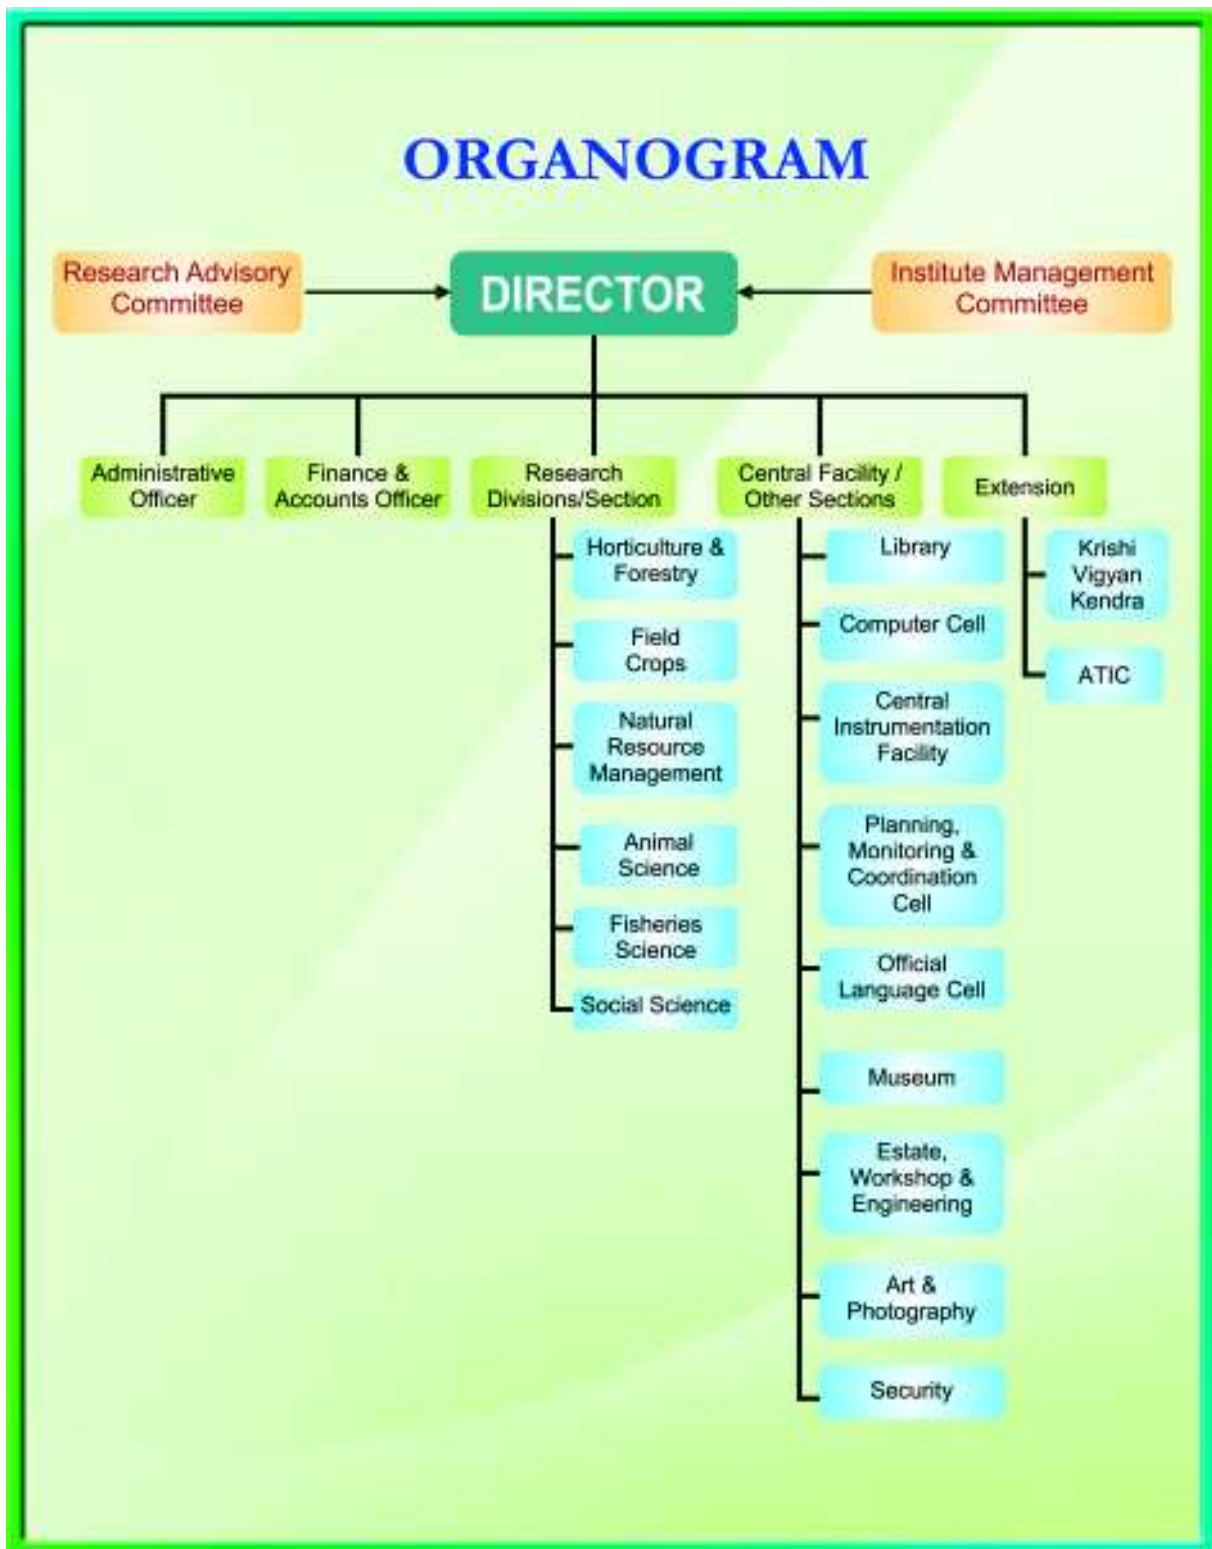 ORGANOGRAM
Research Advisory
Committee
DIRECTOR
Institute Management
Committee
Administrative
Officer
Finance &
Accounts Officer
Research
Divisions/Section
Central Facility /
Other Sections
Extension
Horticulture &
Forestry
Field
Crops
Natural
Resource
Management
Animal
Science
Fisheries
Science
Social Science
Library
Computer Cell
Central
Instrumentation
Facility
Planning,
Monitoring &
Coordination
Cell
Official
Language Cell
Museum
Estate,
Workshop &
Engineering
Art &
Photography
Security
Krishi
Vigyan
Kendra
ATIC